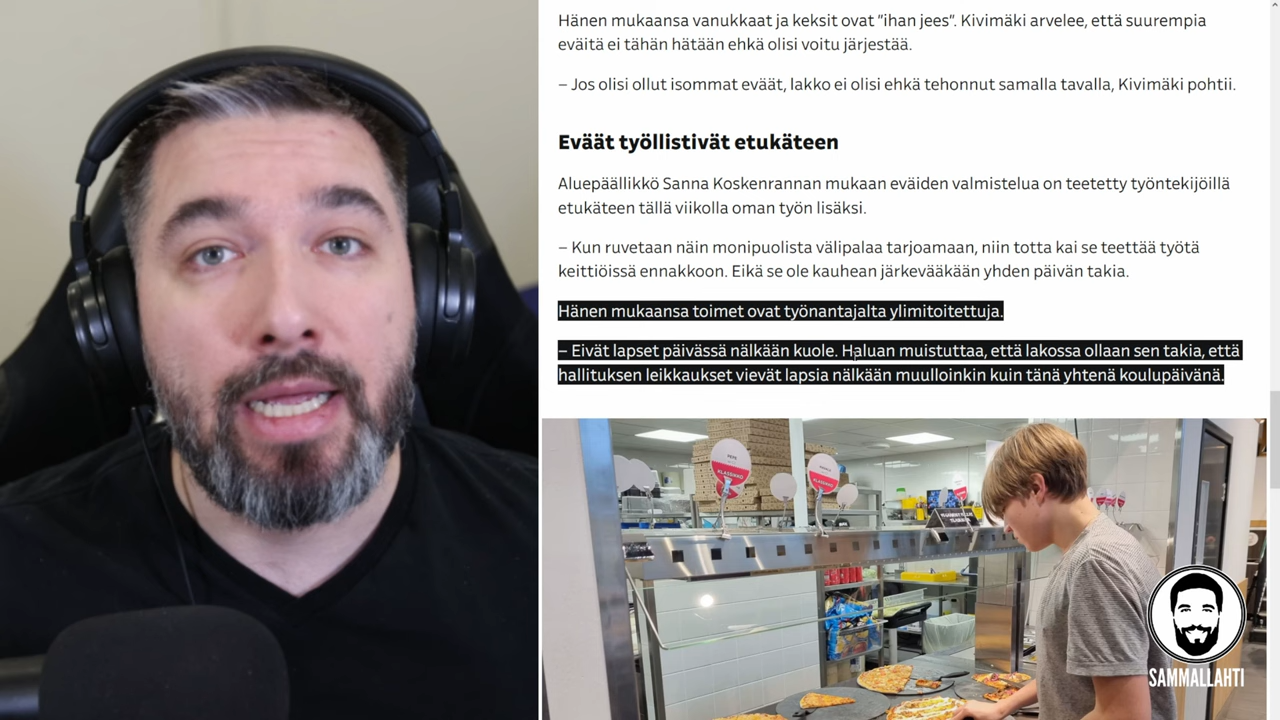 Hänen mukaansa vanukkaat ja keksit ovat "ihan jees". Kivimäki arvelee, että suurempia
eväitä ei tähän hätään ehkä olisi voitu järjestää.
– Jos olisi ollut isommat eväät, lakko ei olisi ehkä tehonnut samalla tavalla, Kivimäki pohtii.
Eväät työllistivät etukäteen
Aluepäällikkö Sanna Koskenrannan mukaan eväiden valmistelua on teetetty työntekijöillä
etukäteen tällä viikolla oman työn lisäksi.
– Kun ruvetaan näin monipuolista välipalaa tarjoamaan, niin totta kai se teettää työtä
keittiöissä ennakkoon. Eikä se ole kauhean järkevääkään yhden päivän takia.
Hänen mukaansa toimet ovat työnantajalta ylimitoitettuja.
– Eivät lapset päivässä nälkään kuole. Haluan muistuttaa, että lakossa ollaan sen takia, että
hallituksen leikkaukset vievät lapsia nälkään muulloinkin kuin tänä yhtenä koulupäivänä.
KLASSIKKO
KLASSIKKO
SAMMALLAHTI